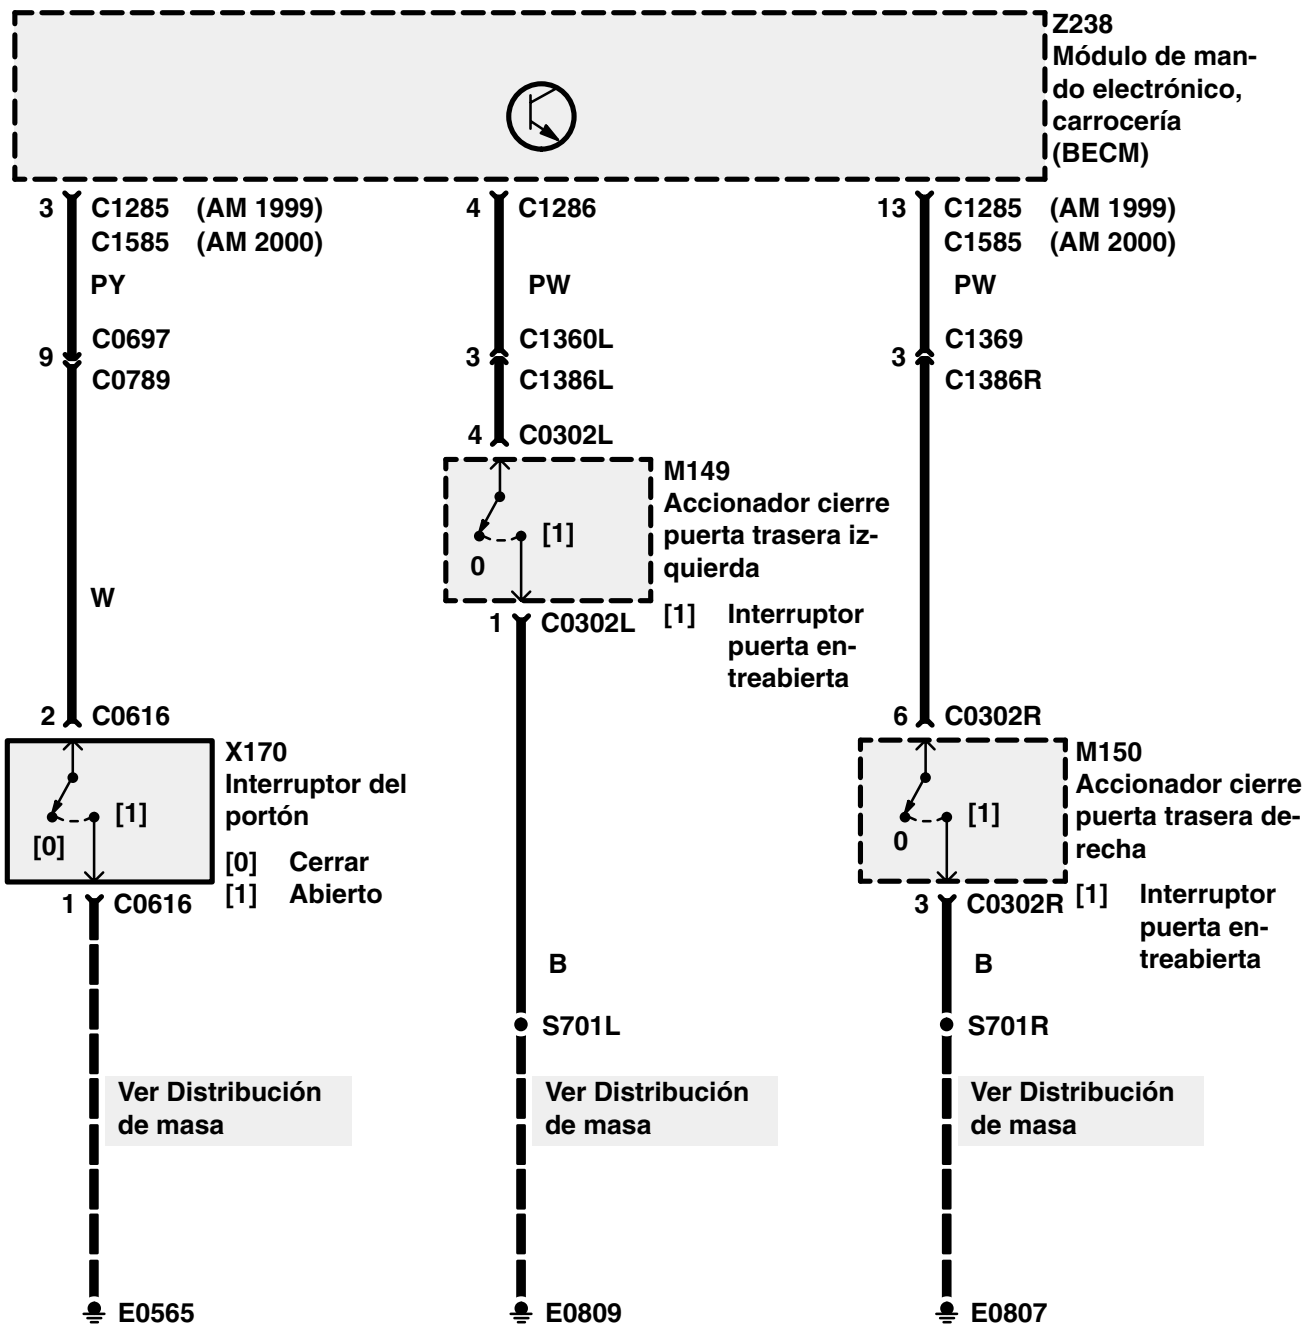 Z238
Módulo de man-
do electrónico,
carrocería
(BECM)
3 C1285 (AM 1999)
C1585 (AM 2000)
4 C1286
13 C1285 (AM 1999)
C1585 (AM 2000)
PY
PW
PW
9 C0697
C0789
3 C1360L
C1386L
3 C1369
C1386R
4 C0302L
M149
Accionador cierre
puerta trasera iz-
quierda
[1] Interruptor
puerta en-
treabierta
[1]
0
1 C0302L
W
2 C0616
X170
Interruptor del
portón
[0] Cerrar
[1] Abierto
[1]
[0]
1 C0616
6 C0302R
M150
Accionador cierre
puerta trasera de-
recha
[1] Interruptor
puerta en-
treabierta
[1]
0
3 C0302R
B
B
S701L
S701R
Ver Distribución
de masa
Ver Distribución
de masa
Ver Distribución
de masa
E0565
E0809
E0807